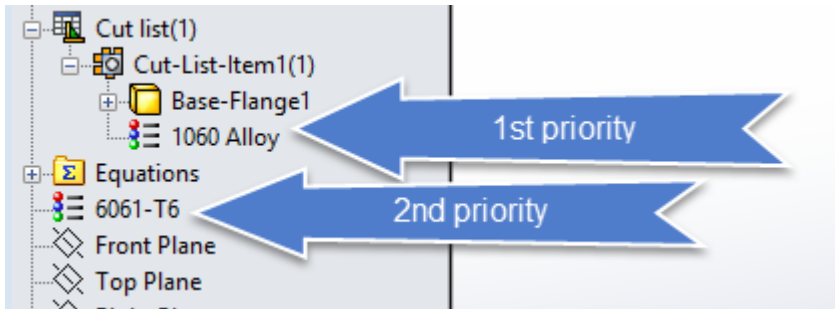 Cut list(1)
Cut-List-Item1(1)
Base-Flange1
1060 Alloy
1st priority
Equations
6061-T6
2nd priority
Front Plane
Top Plane